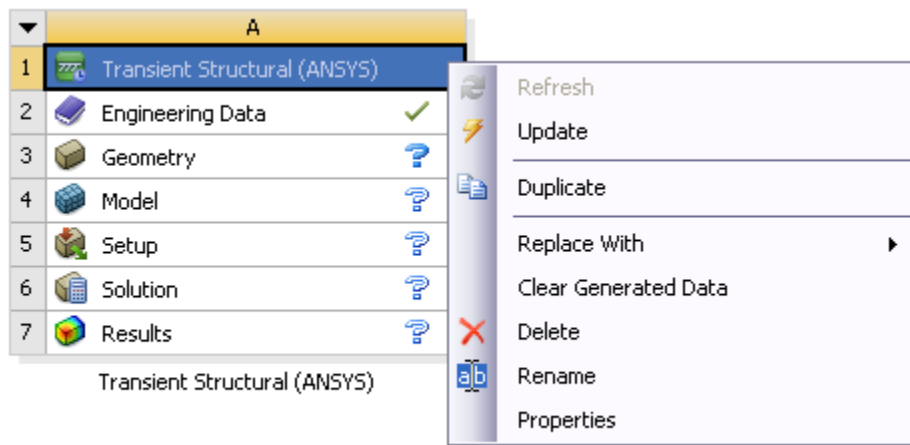 A
1 Transient Structural (ANSYS)
2 Engineering Data
3 Geometry
4 Model
5 Setup
6 Solution
7 Results
Transient Structural (ANSYS)
Refresh
Update
Duplicate
Replace With
Clear Generated Data
Delete
ab Rename
Properties